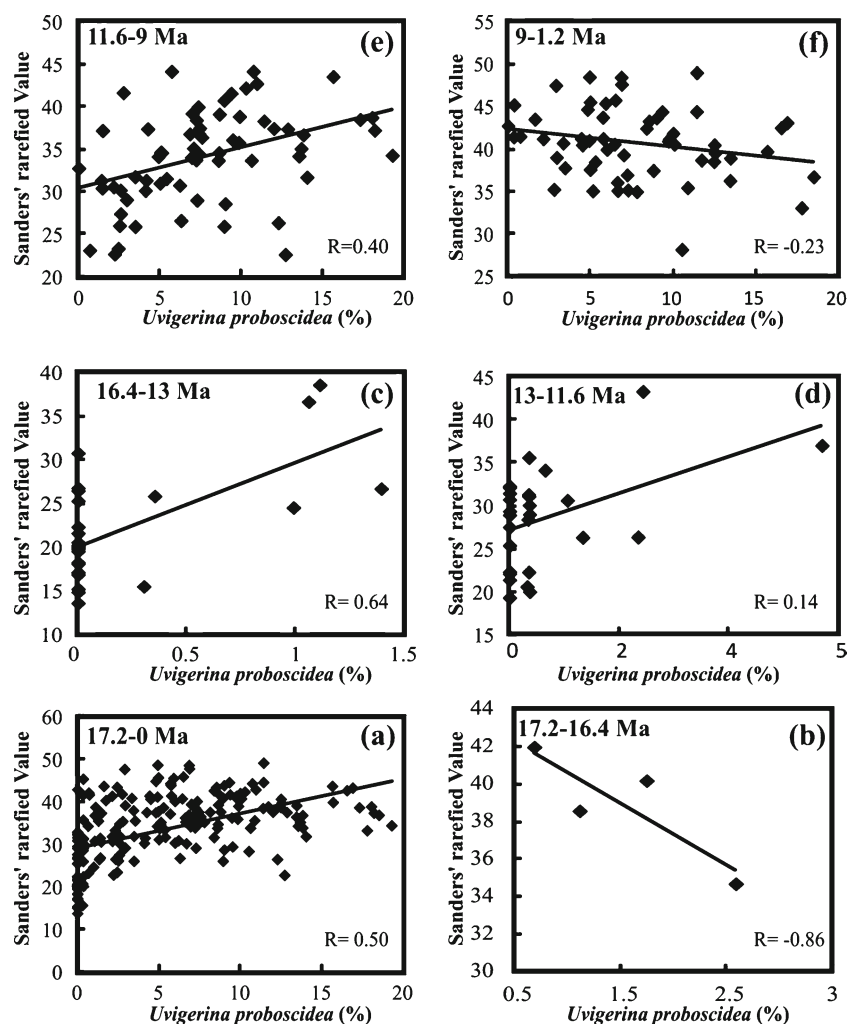 11.6-9 Ma
(e)
Sanders' rarefied Value
50
45
40
35
30
25
20
R=0.40
0
5
10
15
20
Uvigerina proboscidea (%)
9-1.2 Ma
(f)
Sanders' rarefied Value
55
50
45
40
35
30
25
R= -0.23
0
5
10
15
20
Uvigerina proboscidea (%)
16.4-13 Ma
(c)
Sanders' rarefied Value
40
35
30
25
20
15
10
R= 0.64
0
0.5
1
1.5
Uvigerina proboscidea (%)
13-11.6 Ma
(d)
Sanders' rarefied Value
45
40
35
30
25
20
15
R= 0.14
0
2
4
5
Uvigerina proboscidea (%)
17.2-0 Ma
(a)
Sanders' rarefied Value
60
50
40
30
20
10
0
R= 0.50
0
5
10
15
20
Uvigerina proboscidea (%)
17.2-16.4 Ma
(b)
Sanders' rarefied Value
44
42
40
38
36
34
32
30
R= -0.86
0.5
1.5
2.5
3
Uvigerina proboscidea (%)